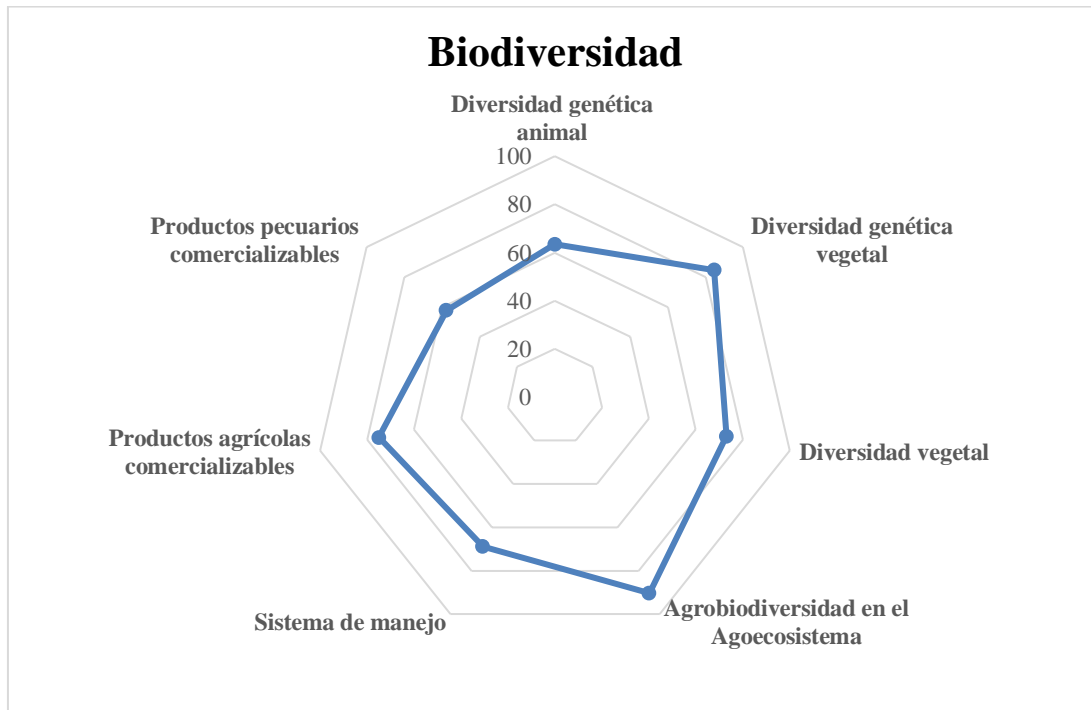 Biodiversidad
Diversidad genética
animal
100
80
60
40
20
0
Diversidad genética
vegetal
Diversidad vegetal
Agrobiodiversidad en el
Agoecosistema
Sistema de manejo
Productos agrícolas
comercializables
Productos pecuarios
comercializables